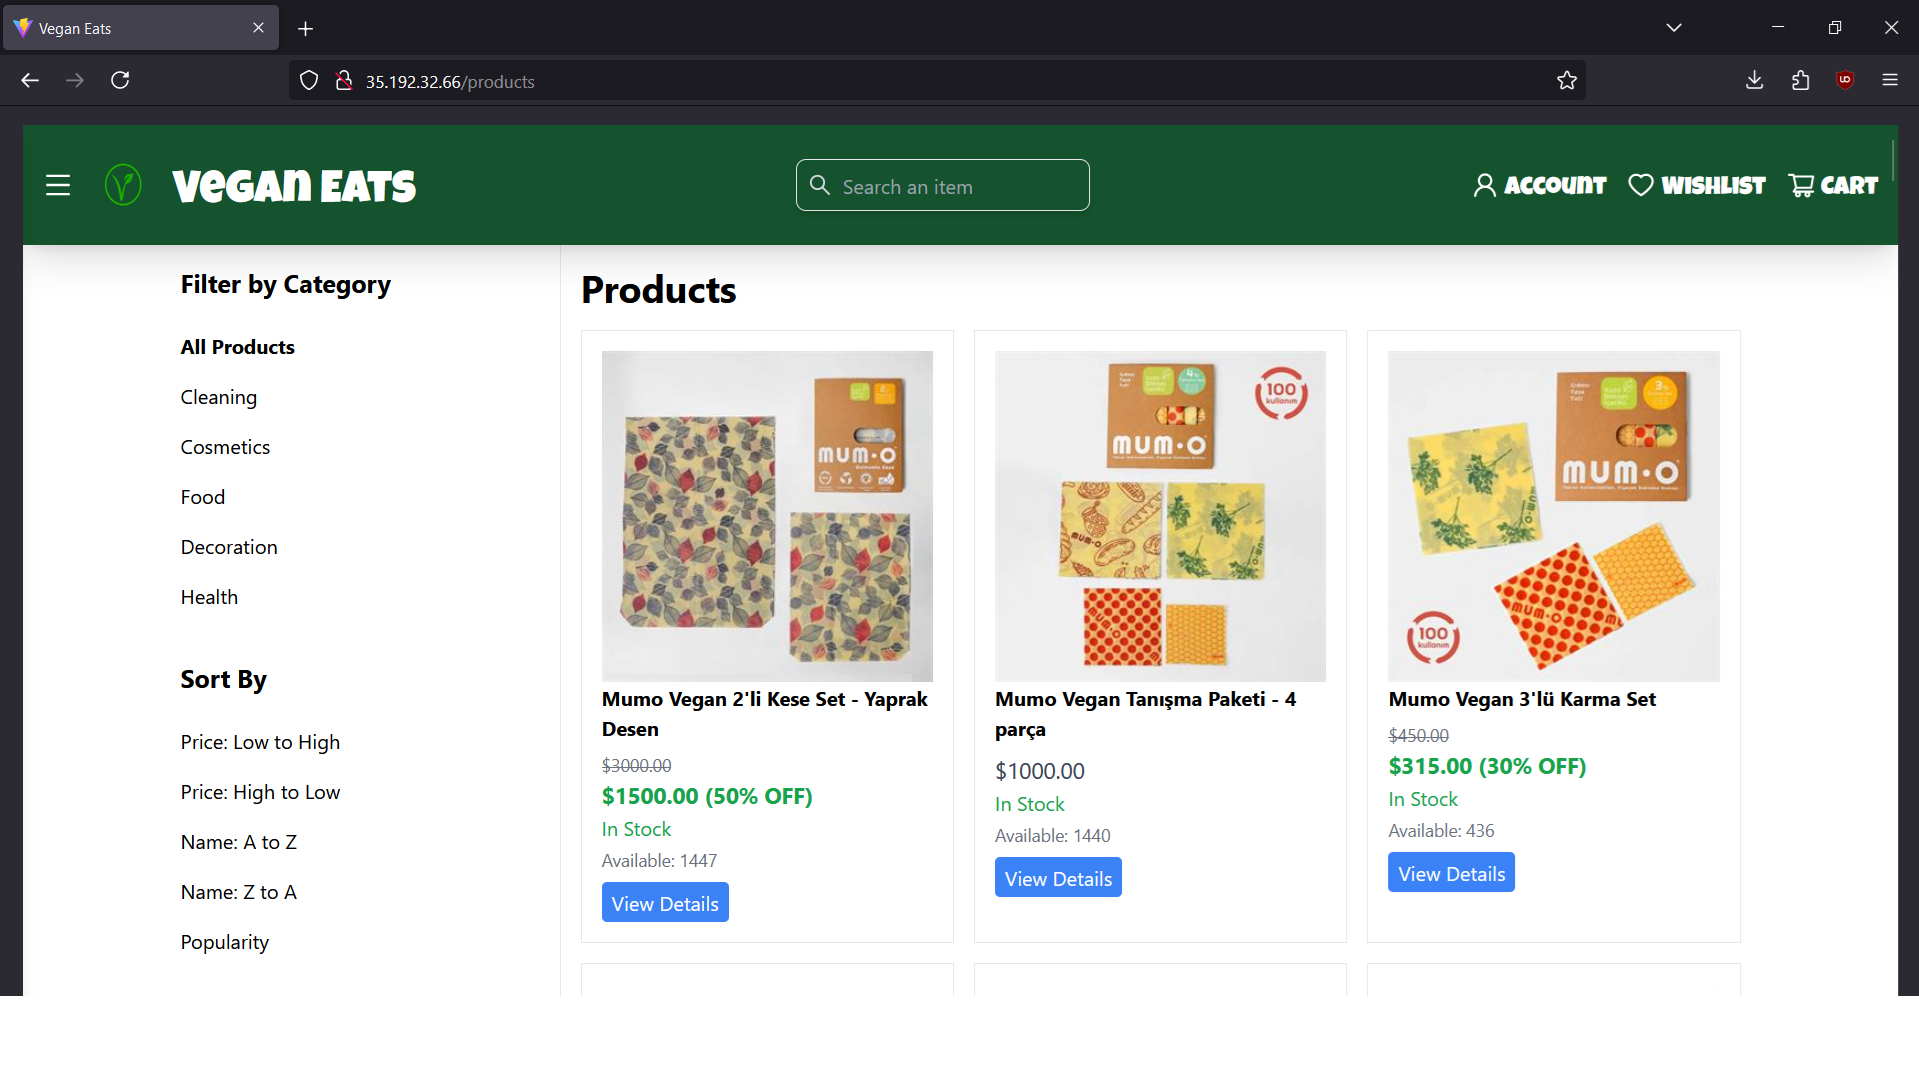 Vegan Eats
35.192.32.66/products
Vegan Eats
Search an item
Account
Wishlist
Cart
Filter by Category
All Products
Cleaning
Cosmetics
Food
Decoration
Health
Sort By
Price: Low to High
Price: High to Low
Name: A to Z
Name: Z to A
Popularity
Products
mum·o
Mumo Vegan 2'li Kese Set - Yaprak
Desen
$3000.00
$1500.00 (50% OFF)
In Stock
Available: 1447
View Details
100
kullanım
mum·o
MUM·O
MUM·O
Mumo Vegan Tanışma Paketi - 4
parça
$1000.00
In Stock
Available: 1440
View Details
mum·o
MUM·O
100
kullanım
Mumo Vegan 3'lü Karma Set
$450.00
$315.00 (30% OFF)
In Stock
Available: 436
View Details